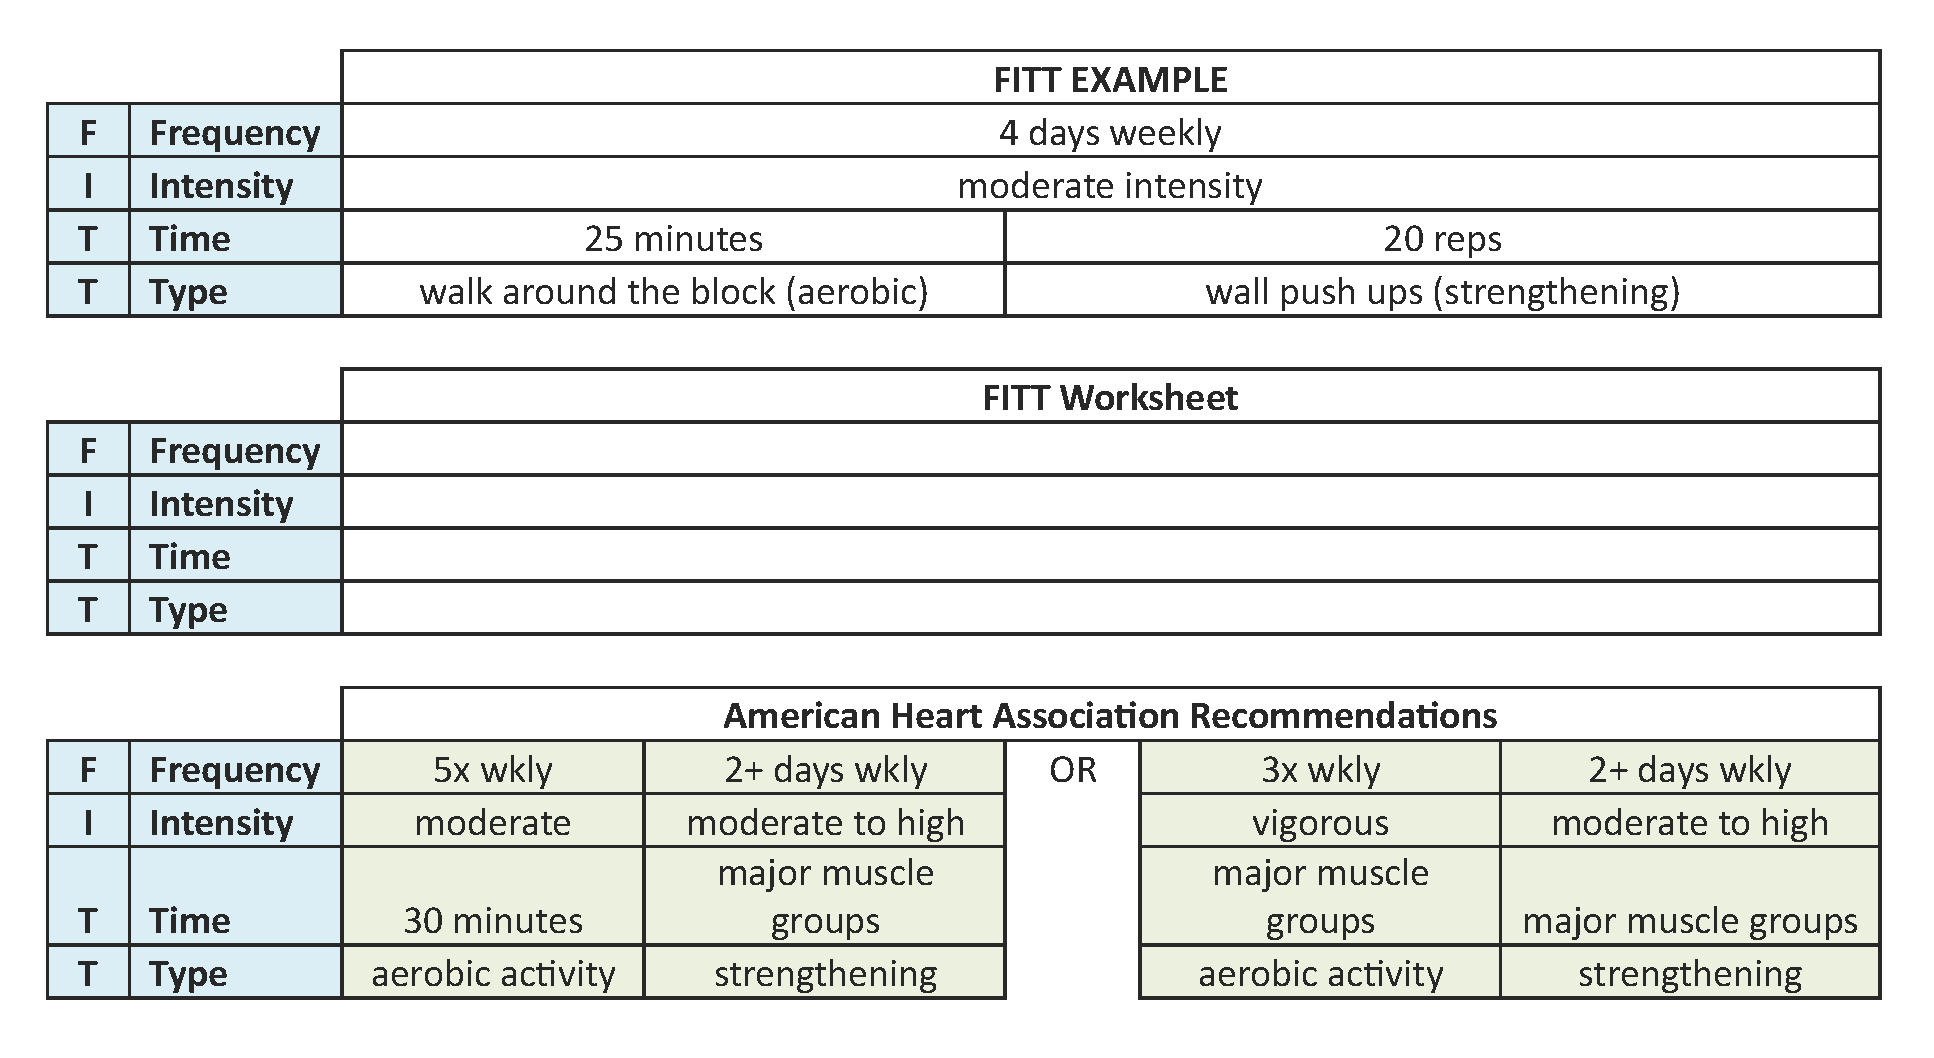 FITT EXAMPLE
F Frequency 4 days weekly
I Intensity moderate intensity
T Time 25 minutes 20 reps
T Type walk around the block (aerobic) wall push ups (strengthening)
FITT Worksheet
F Frequency
I Intensity
T Time
T Type
American Heart Association Recommendations
F Frequency 5x wkly 2+ days wkly OR 3x wkly 2+ days wkly
I Intensity moderate moderate to high vigorous moderate to high
major muscle major muscle
T Time 30 minutes groups groups major muscle groups
T Type aerobic activity strengthening aerobic activity strengthening